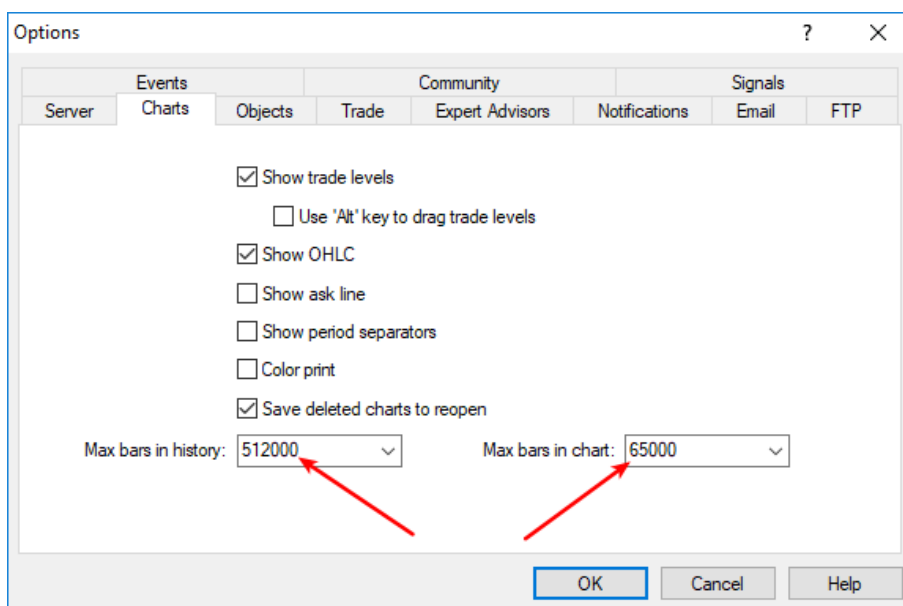 Options
Events Community Signals
Server Charts Objects Trade Expert Advisors Notifications Email FTP
Show trade levels
Use 'Alt' key to drag trade levels
Show OHLC
Show ask line
Show period separators
Color print
Save deleted charts to reopen
Max bars in history: 512000 Max bars in chart: 65000
OK Cancel Help